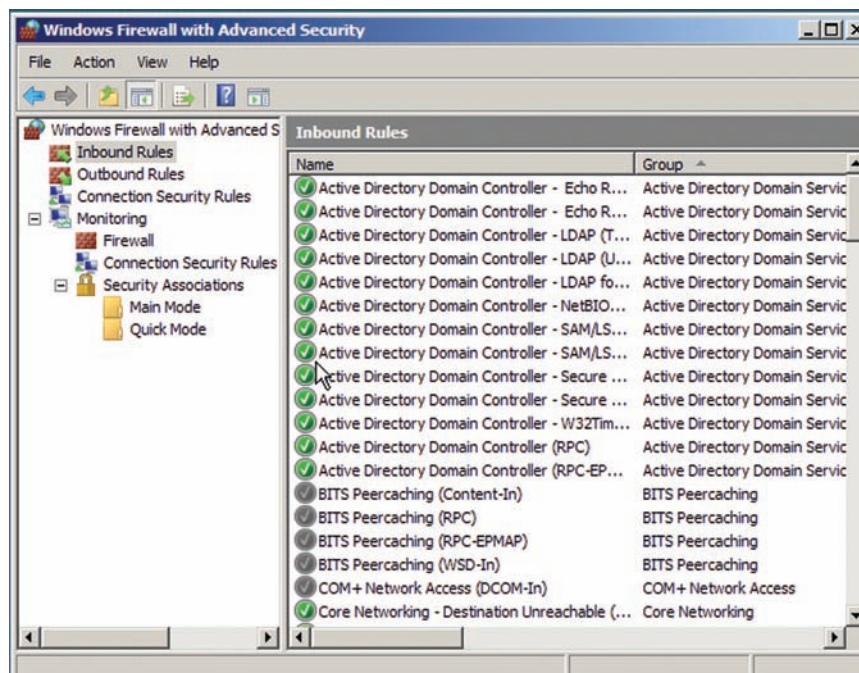 Windows Firewall with Advanced Security
File Action View Help
Windows Firewall with Advanced S
Inbound Rules
Outbound Rules
Connection Security Rules
Monitoring
Firewall
Connection Security Rules
Security Associations
Main Mode
Quick Mode
Inbound Rules
Name Group
Active Directory Domain Controller - Echo R... Active Directory Domain Servic
Active Directory Domain Controller - Echo R... Active Directory Domain Servic
Active Directory Domain Controller - LDAP (T... Active Directory Domain Servic
Active Directory Domain Controller - LDAP (U... Active Directory Domain Servic
Active Directory Domain Controller - LDAP fo... Active Directory Domain Servic
Active Directory Domain Controller - NetBIO... Active Directory Domain Servic
Active Directory Domain Controller - SAM/LS... Active Directory Domain Servic
Active Directory Domain Controller - SAM/LS... Active Directory Domain Servic
Active Directory Domain Controller - Secure ... Active Directory Domain Servic
Active Directory Domain Controller - Secure ... Active Directory Domain Servic
Active Directory Domain Controller - W32Tim... Active Directory Domain Servic
Active Directory Domain Controller (RPC) Active Directory Domain Servic
Active Directory Domain Controller (RPC-EP... Active Directory Domain Servic
BITS Peercaching (Content-In) BITS Peercaching
BITS Peercaching (RPC) BITS Peercaching
BITS Peercaching (RPC-EPMAP) BITS Peercaching
BITS Peercaching (WSD-In) BITS Peercaching
COM+ Network Access (DCOM-In) COM+ Network Access
Core Networking - Destination Unreachable (... Core Networking